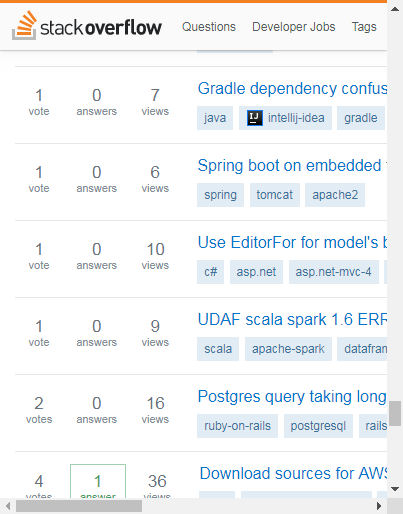 stackoverflow Questions Developer Jobs Tags
1 0 7 Gradle dependency confus
vote answers views java intellij-idea gradle
1 0 6 Spring boot on embedded
vote answers views spring tomcat apache2
1 0 10 Use EditorFor for model's b
vote answers views c# asp.net asp.net-mvc-4
1 0 9 UDAF scala spark 1.6 ERR
vote answers views scala apache-spark datafran
2 0 16 Postgres query taking long
votes answers views ruby-on-rails postgresql rails
4 1 36 Download sources for AWS
votes answer views